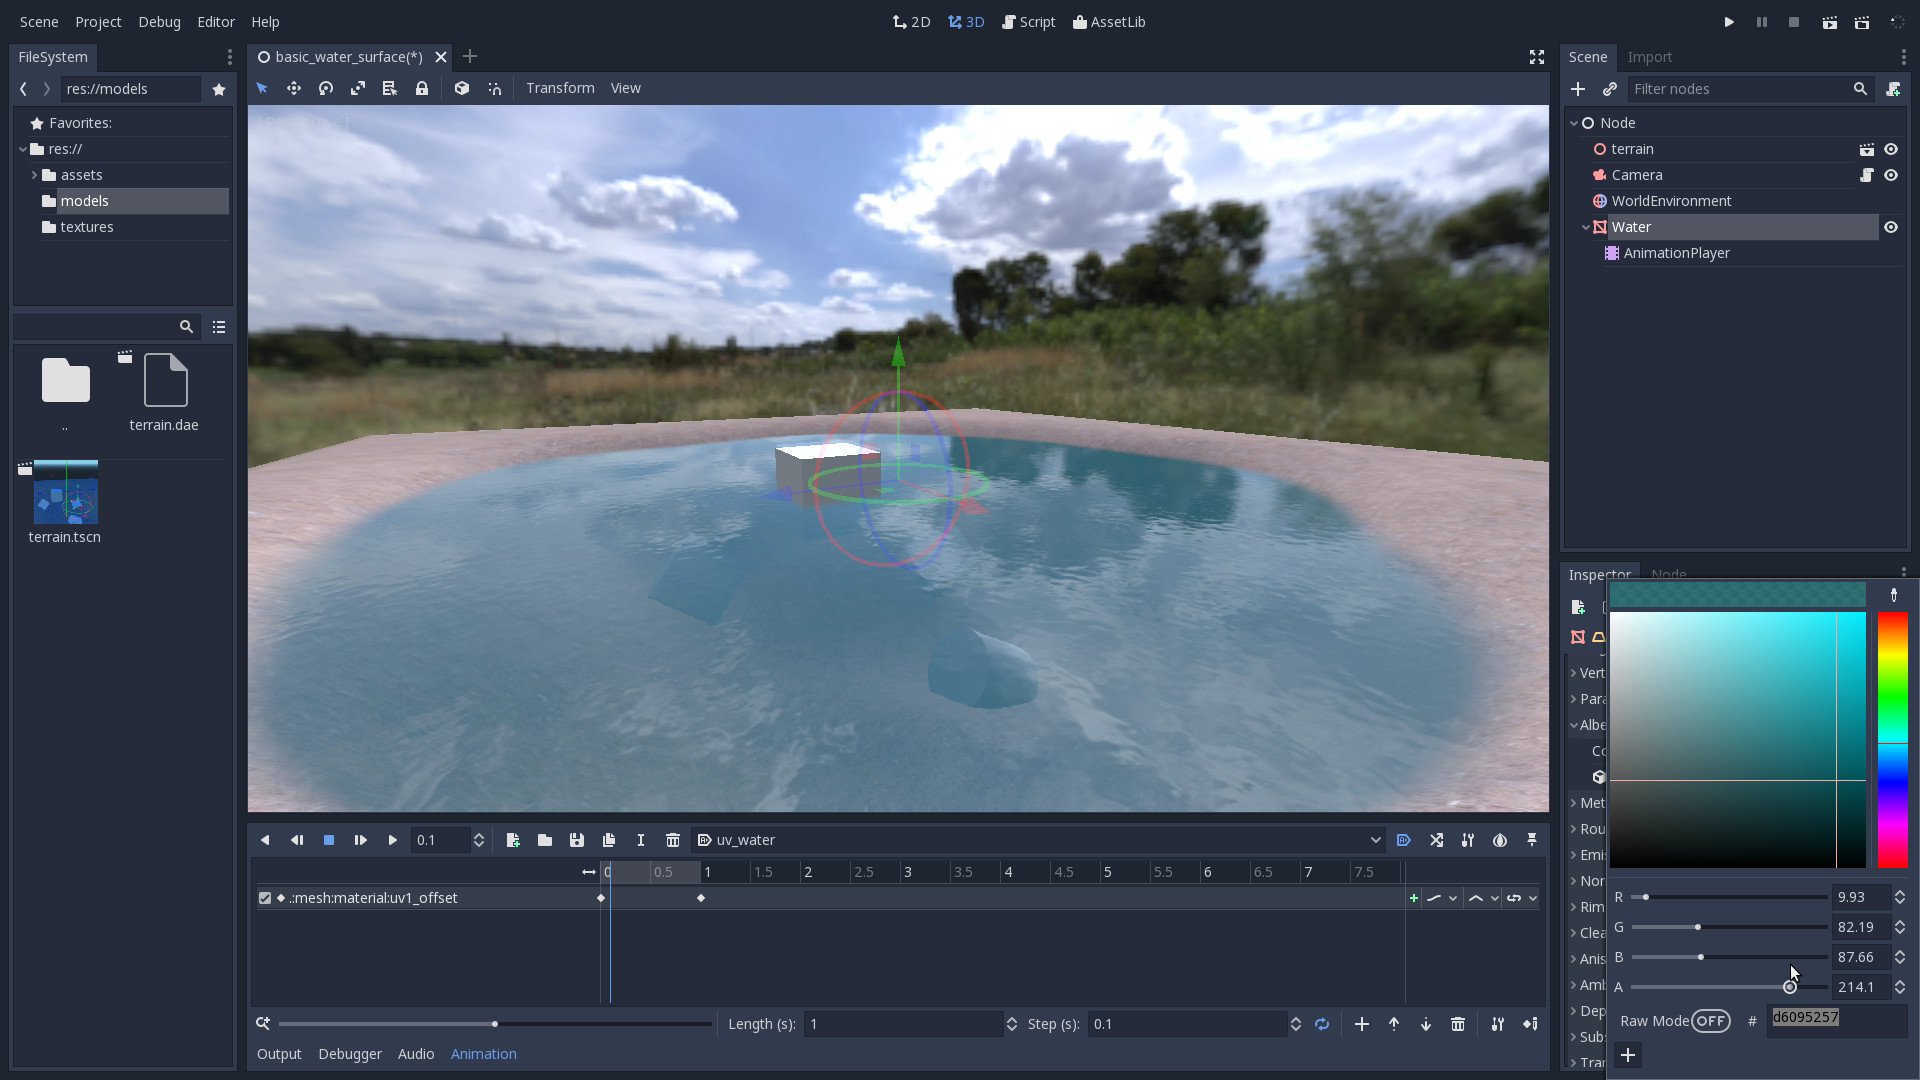 Scene Project Debug Editor Help
2D 3D Script AssetLib
FileSystem
basic_water_surface(*)
Scene Import
res://models
Transform View
Filter nodes
Favorites:
res://
assets
models
textures
Node
terrain
Camera
WorldEnvironment
Water
AnimationPlayer
..
terrain.dae
terrain.tscn
Inspector Node
Vert
Para
Albe
Co
Met
Rou
Emis
Nor
Rim
Clea
Anis
Amb
Dep
Subs
Tran
R 9.93
G 82.19
B 87.66
A 214.1
Raw Mode OFF # d6095257
0.1
uv_water
0 0.5 1 1.5 2 2.5 3 3.5 4 4.5 5 5.5 6 6.5 7 7.5
.:mesh:material:uv1_offset
Length (s): 1 Step (s): 0.1
Output Debugger Audio Animation